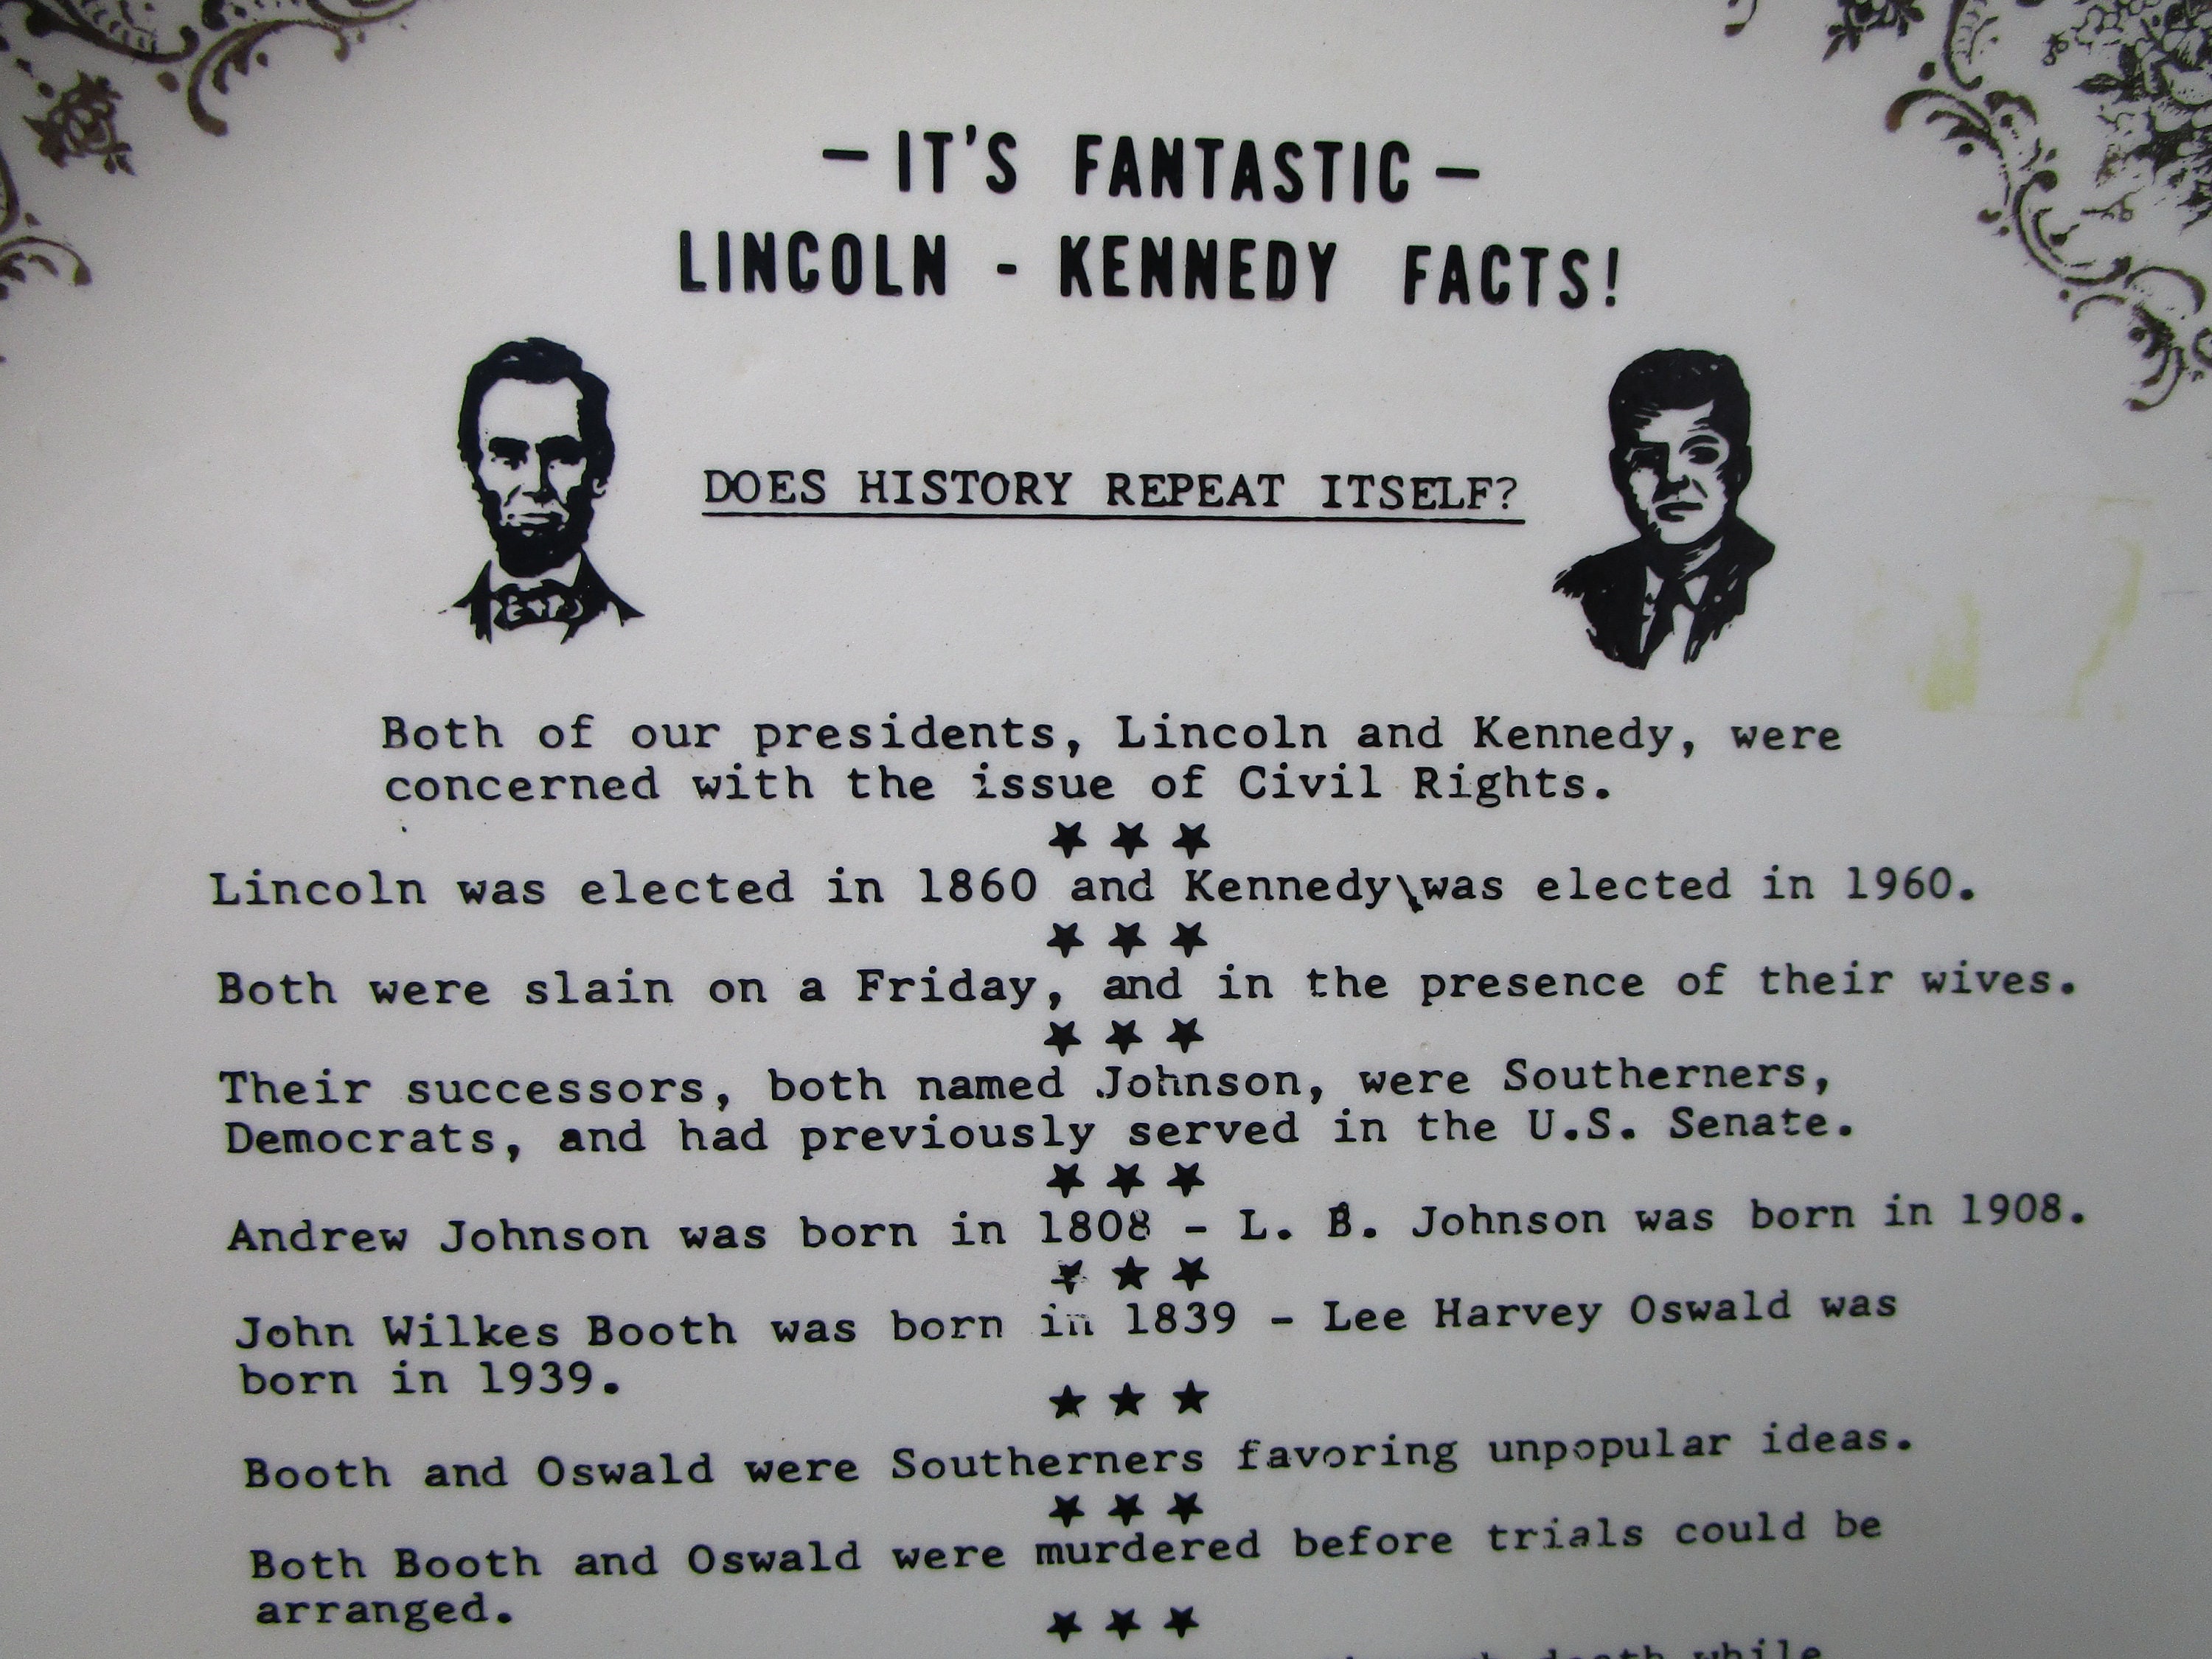 — IT'S FANTASTIC —
LINCOLN - KENNEDY FACTS!
DOES HISTORY REPEAT ITSELF?
Both of our presidents, Lincoln and Kennedy, were
concerned with the issue of Civil Rights.
★ ★ ★
Lincoln was elected in 1860 and Kennedy\was elected in 1960.
★ ★ ★
Both were slain on a Friday, and in the presence of their wives.
★ ★ ★
Their successors, both named Johnson, were Southerners,
Democrats, and had previously served in the U.S. Senate.
★ ★ ★
Andrew Johnson was born in 1808 - L. B. Johnson was born in 1908.
★ ★ ★
John Wilkes Booth was born in 1839 - Lee Harvey Oswald was
born in 1939.
★ ★ ★
Booth and Oswald were Southerners favoring unpopular ideas.
★ ★ ★
Both Booth and Oswald were murdered before trials could be
arranged.
★ ★ ★
death while